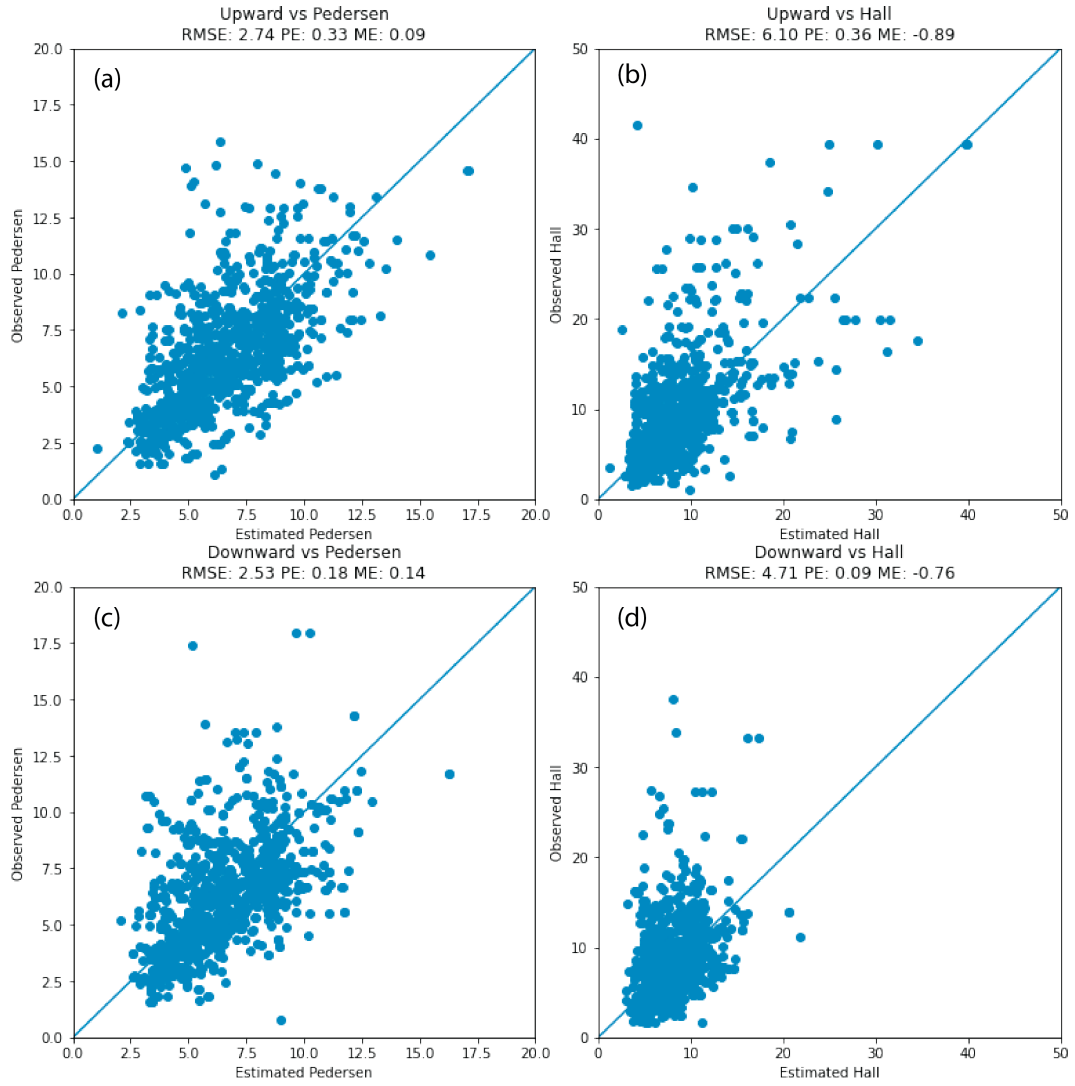 Upward vs Pedersen
RMSE: 2.74 PE: 0.33 ME: 0.09
(a)
20.0
17.5
15.0
12.5
10.0
7.5
5.0
2.5
0.0
Observed Pedersen
0.0 2.5 5.0 7.5 10.0 12.5 15.0 17.5 20.0
Estimated Pedersen
Upward vs Hall
RMSE: 6.10 PE: 0.36 ME: -0.89
(b)
50
40
30
20
10
0
Observed Hall
0 10 20 30 40 50
Estimated Hall
Downward vs Pedersen
RMSE: 2.53 PE: 0.18 ME: 0.14
(c)
20.0
17.5
15.0
12.5
10.0
7.5
5.0
2.5
0.0
Observed Pedersen
0.0 2.5 5.0 7.5 10.0 12.5 15.0 17.5 20.0
Estimated Pedersen
Downward vs Hall
RMSE: 4.71 PE: 0.09 ME: -0.76
(d)
50
40
30
20
10
0
Observed Hall
0 10 20 30 40 50
Estimated Hall